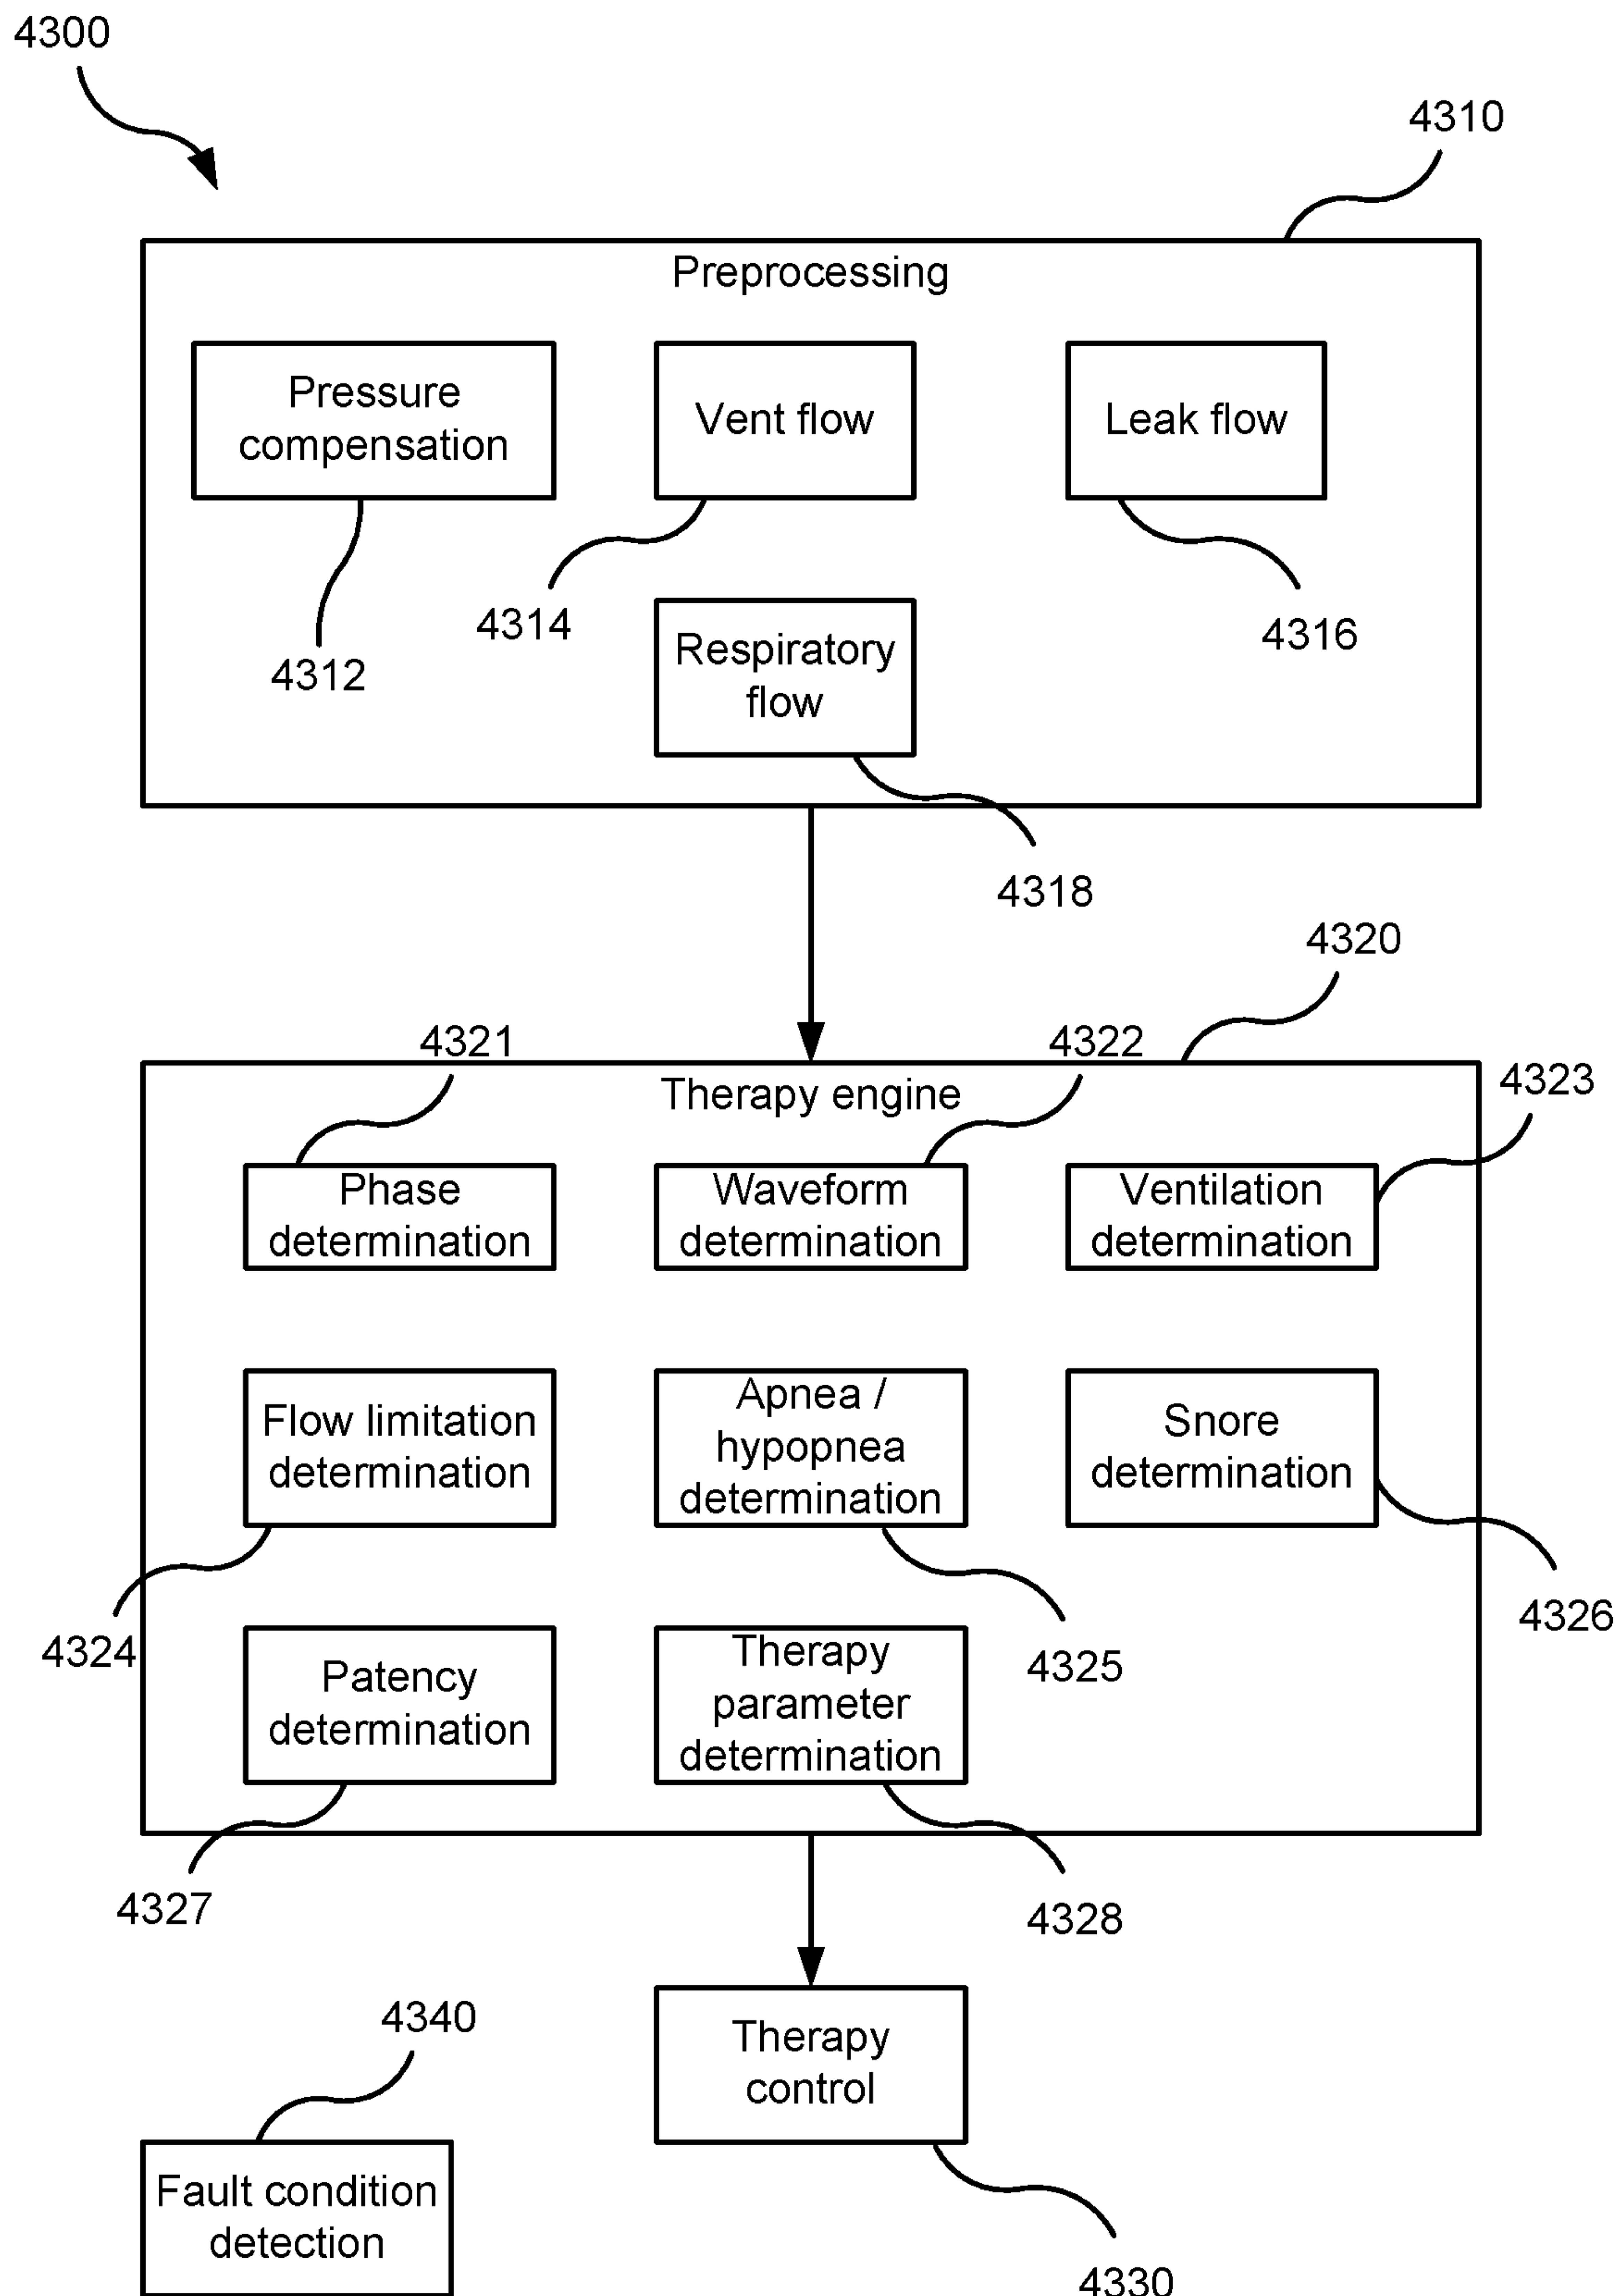 4300
4310
Preprocessing
Pressure
compensation
Vent flow
Leak flow
4312
4314
4316
Respiratory
flow
4318
4320
4321
4322
4323
Therapy engine
Phase
determination
Waveform
determination
Ventilation
determination
Flow limitation
determination
Apnea /
hypopnea
determination
Snore
determination
4324
4325
4326
Patency
determination
Therapy
parameter
determination
4327
4328
Therapy
control
4340
Fault condition
detection
4330